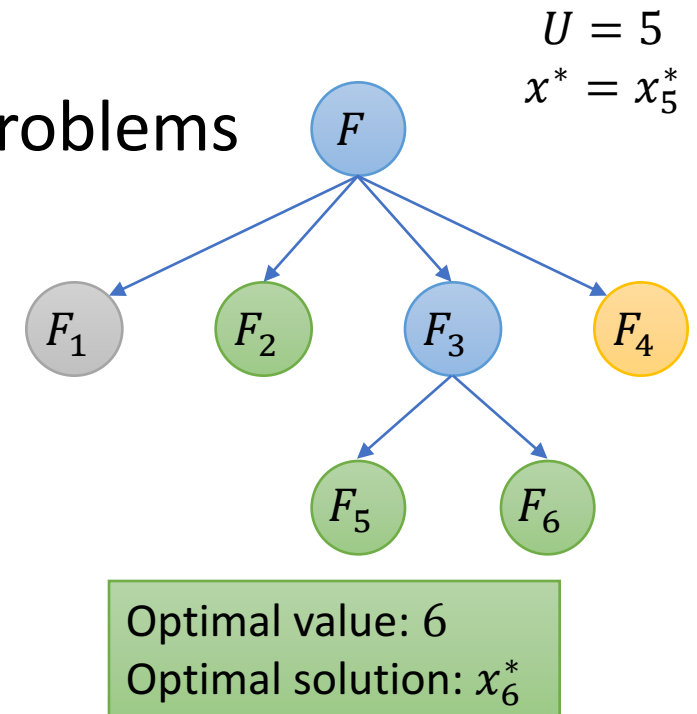 U = 5
x* = x₅*
roblems
F
F₁
F₂
F₃
F₄
F₅
F₆
Optimal value: 6
Optimal solution: x₆*